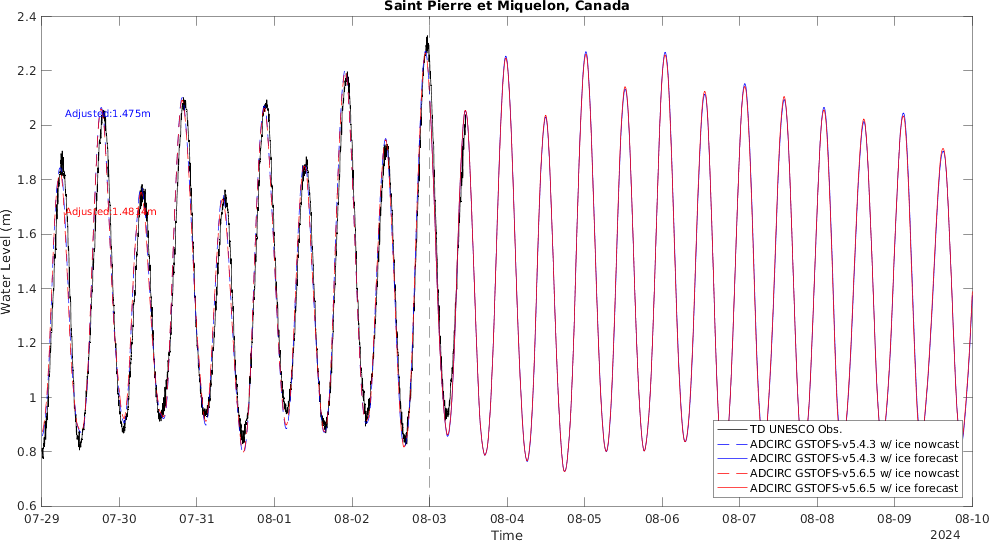 Saint Pierre et Miquelon, Canada
2.4
2.2
2
1.8
1.6
1.4
1.2
1
0.8
0.6
Water Level (m)
Adjusted:1.475m
Adjusted:1.4814m
TD UNESCO Obs.
ADCIRC GSTOFS-v5.4.3 w/ ice nowcast
ADCIRC GSTOFS-v5.4.3 w/ ice forecast
ADCIRC GSTOFS-v5.6.5 w/ ice nowcast
ADCIRC GSTOFS-v5.6.5 w/ ice forecast
07-29 07-30 07-31 08-01 08-02 08-03 08-04 08-05 08-06 08-07 08-08 08-09 08-10
Time
2024